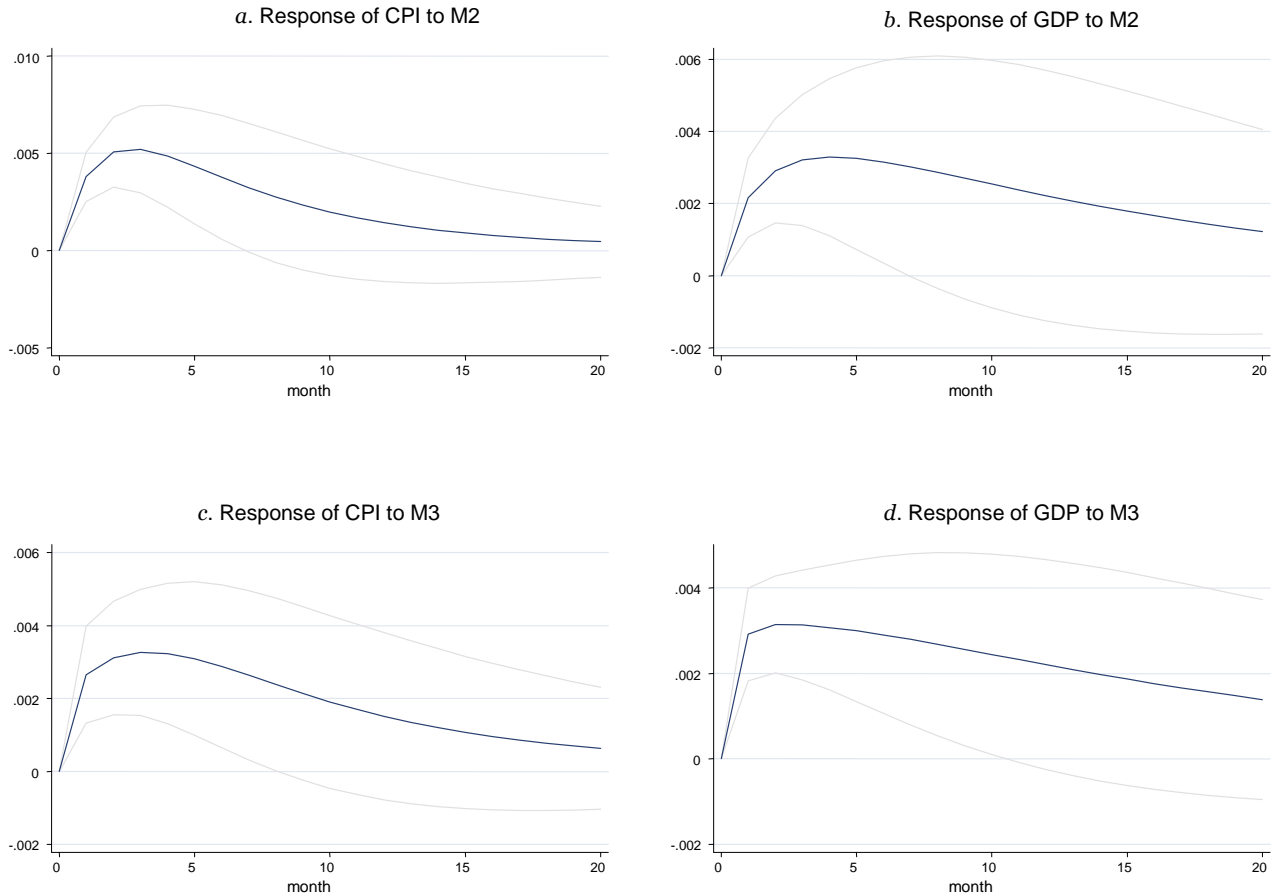 a. Response of CPI to M2
.010
.005
0
-.005
0 5 10 15 20
month
b. Response of GDP to M2
.006
.004
.002
0
-.002
0 5 10 15 20
month
c. Response of CPI to M3
.006
.004
.002
0
-.002
0 5 10 15 20
month
d. Response of GDP to M3
.004
.002
0
-.002
0 5 10 15 20
month